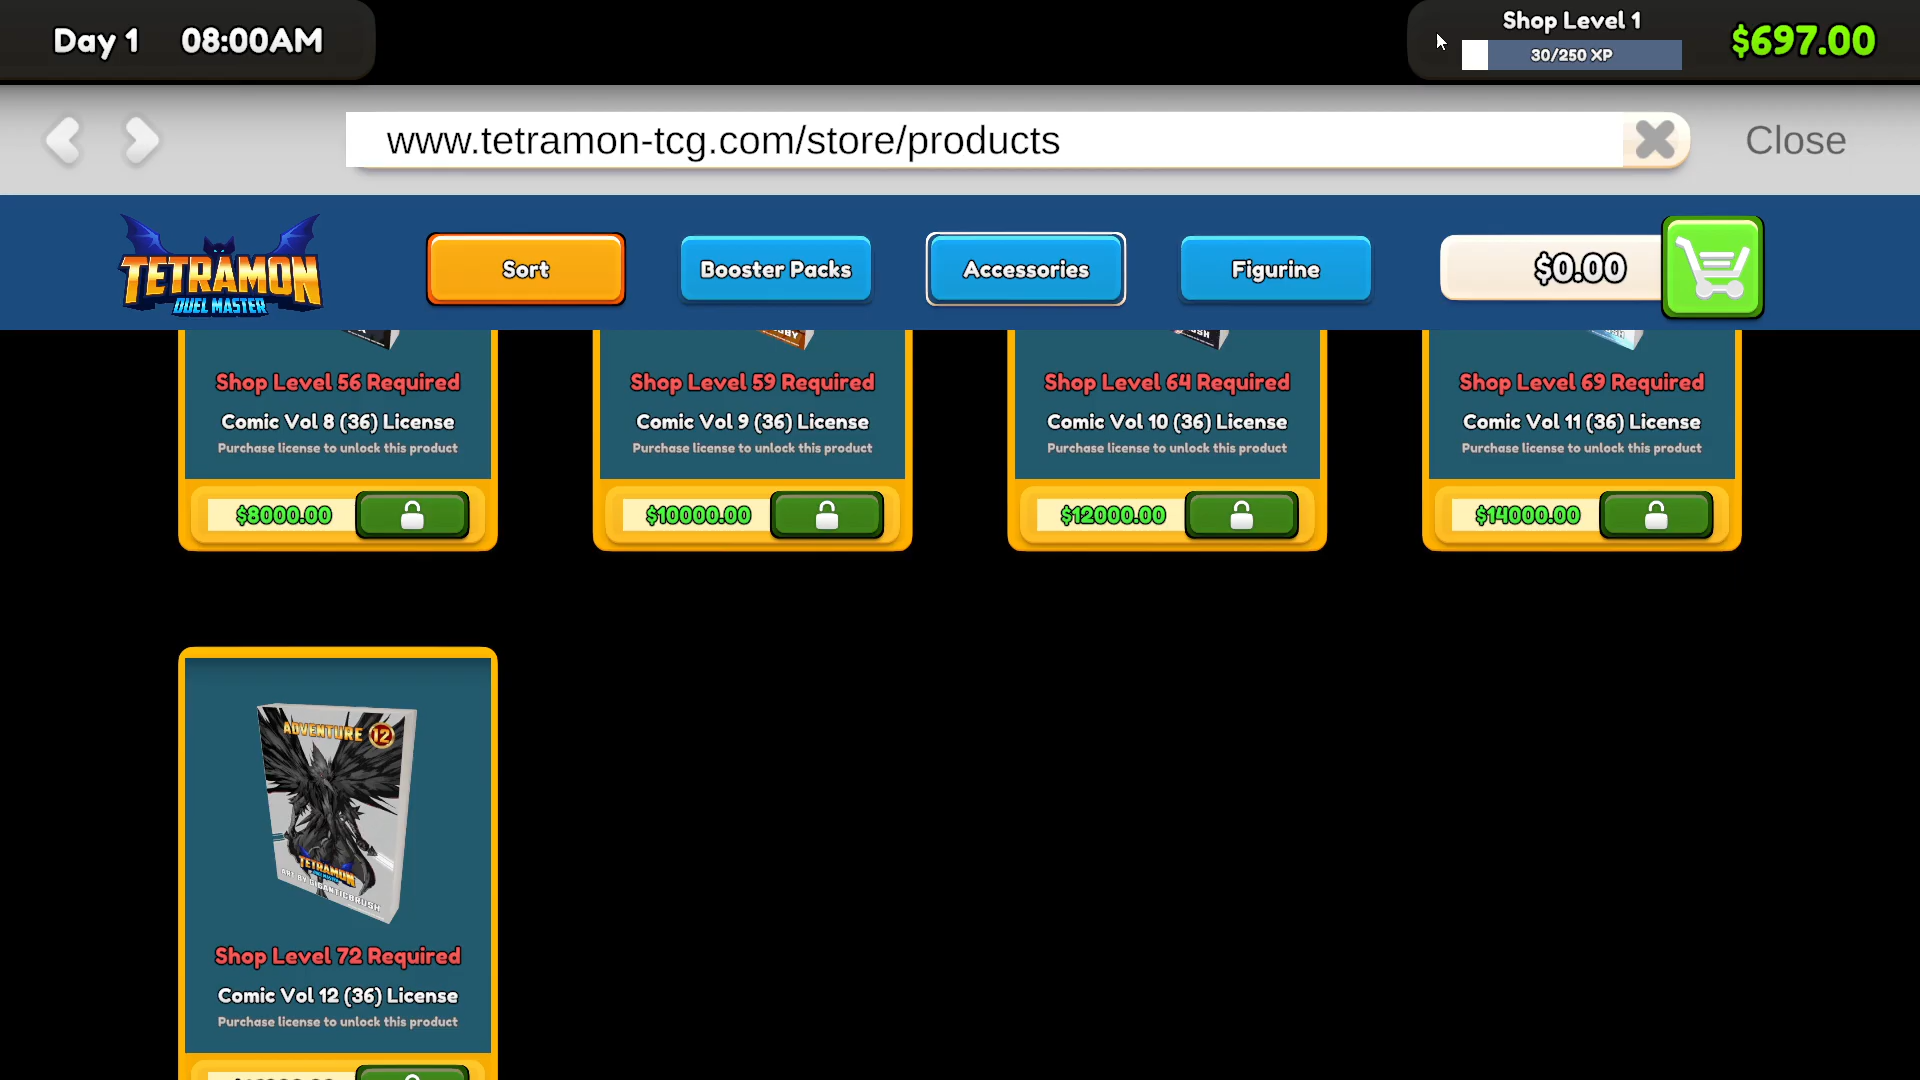 Day 1 08:00AM
Shop Level 1
30/250 XP
$697.00
www.tetramon-tcg.com/store/products
Close
TETRAMON
DUEL MASTER
Sort
Booster Packs
Accessories
Figurine
$0.00
Shop Level 56 Required
Comic Vol 8 (36) License
Purchase license to unlock this product
$8000.00
Shop Level 59 Required
Comic Vol 9 (36) License
Purchase license to unlock this product
$10000.00
Shop Level 64 Required
Comic Vol 10 (36) License
Purchase license to unlock this product
$12000.00
Shop Level 69 Required
Comic Vol 11 (36) License
Purchase license to unlock this product
$14000.00
ADVENTURE 12
TETRAMON
ART BY GIGANTICBRUSH
Shop Level 72 Required
Comic Vol 12 (36) License
Purchase license to unlock this product